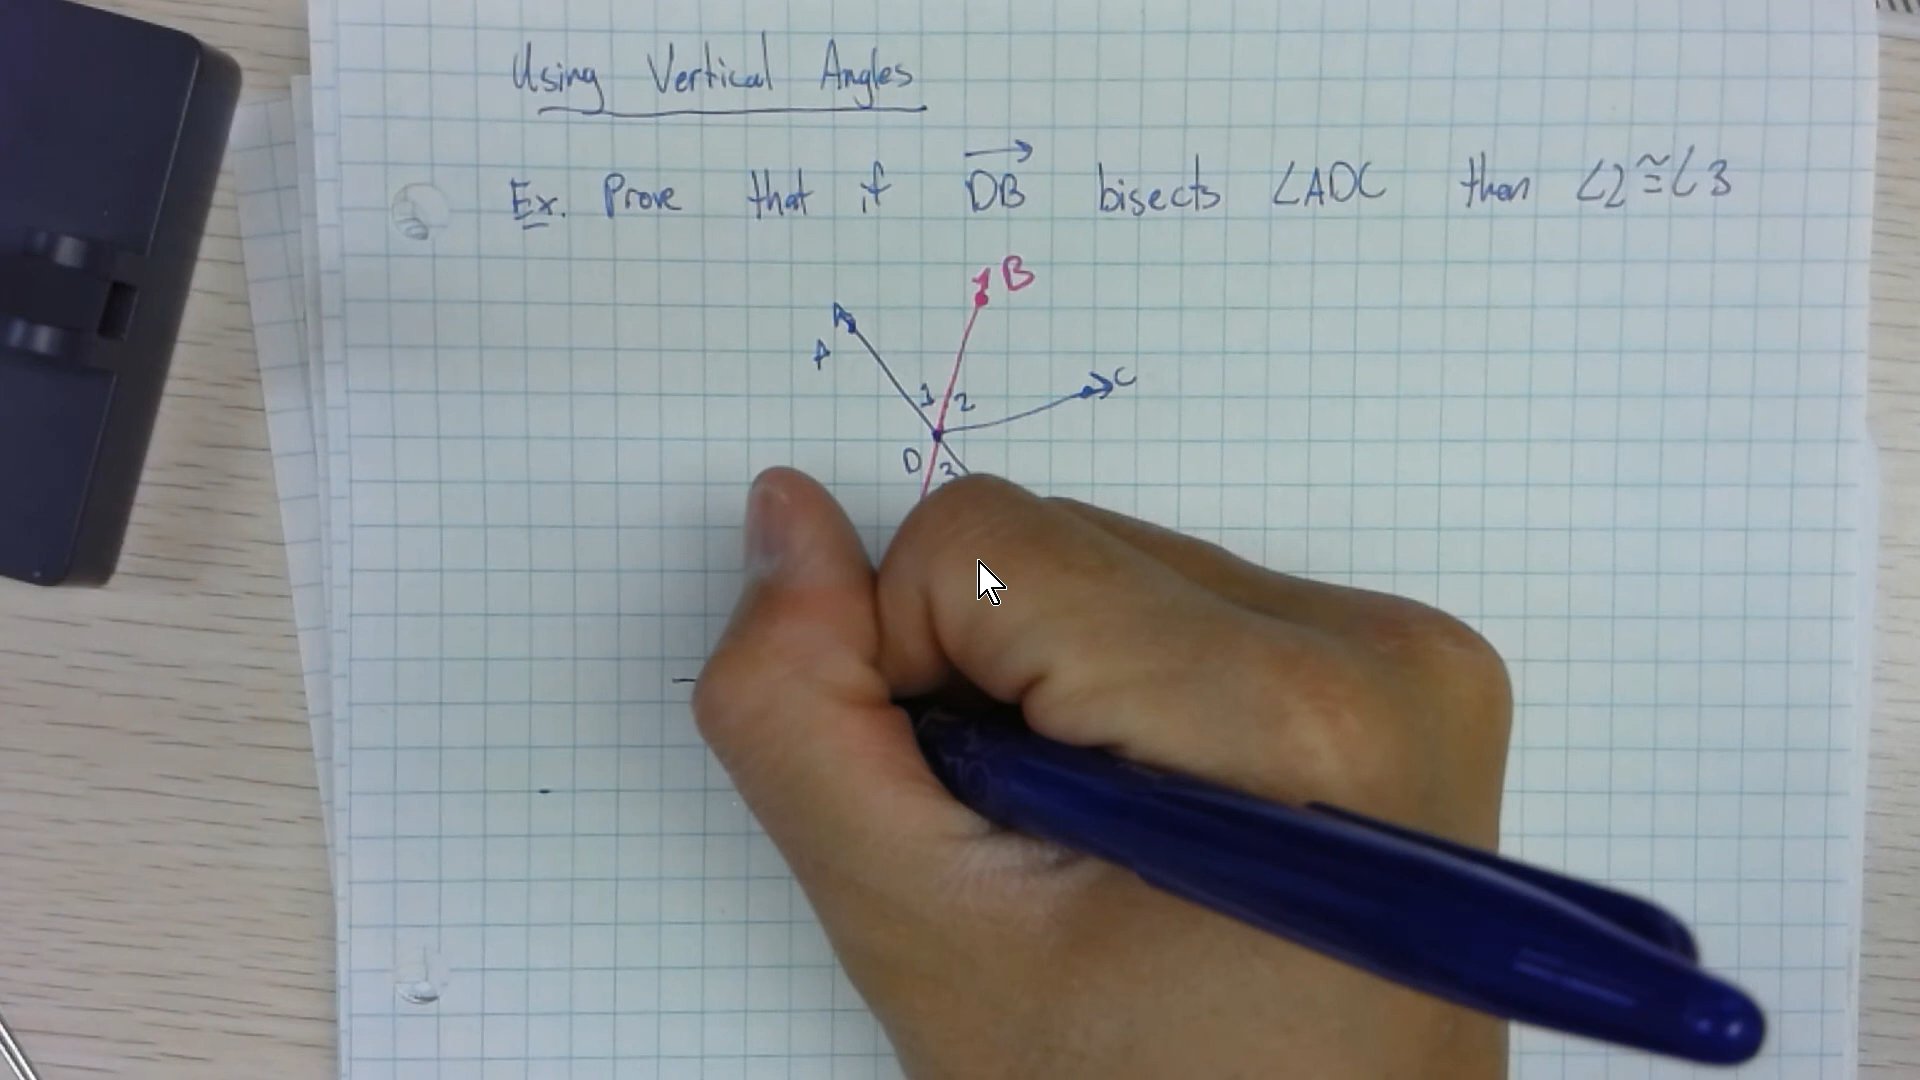 Using Vertical Angles
Ex. Prove that if DB bisects ∠ADC then ∠2≅∠3
B
A
C
1 2
D 3